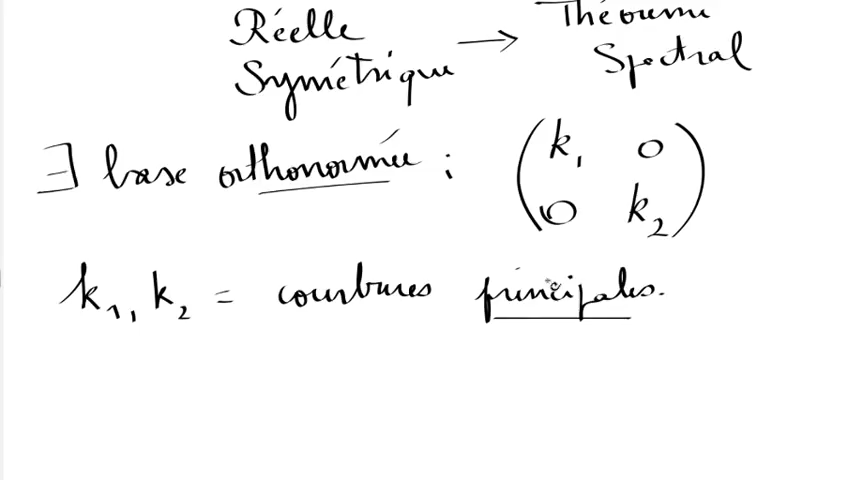 Réelle
Symétrique → Théorème
Spectral
∃ base orthonormée : ( k₁ 0
0 k₂ )
k₁, k₂ = courbures principales.